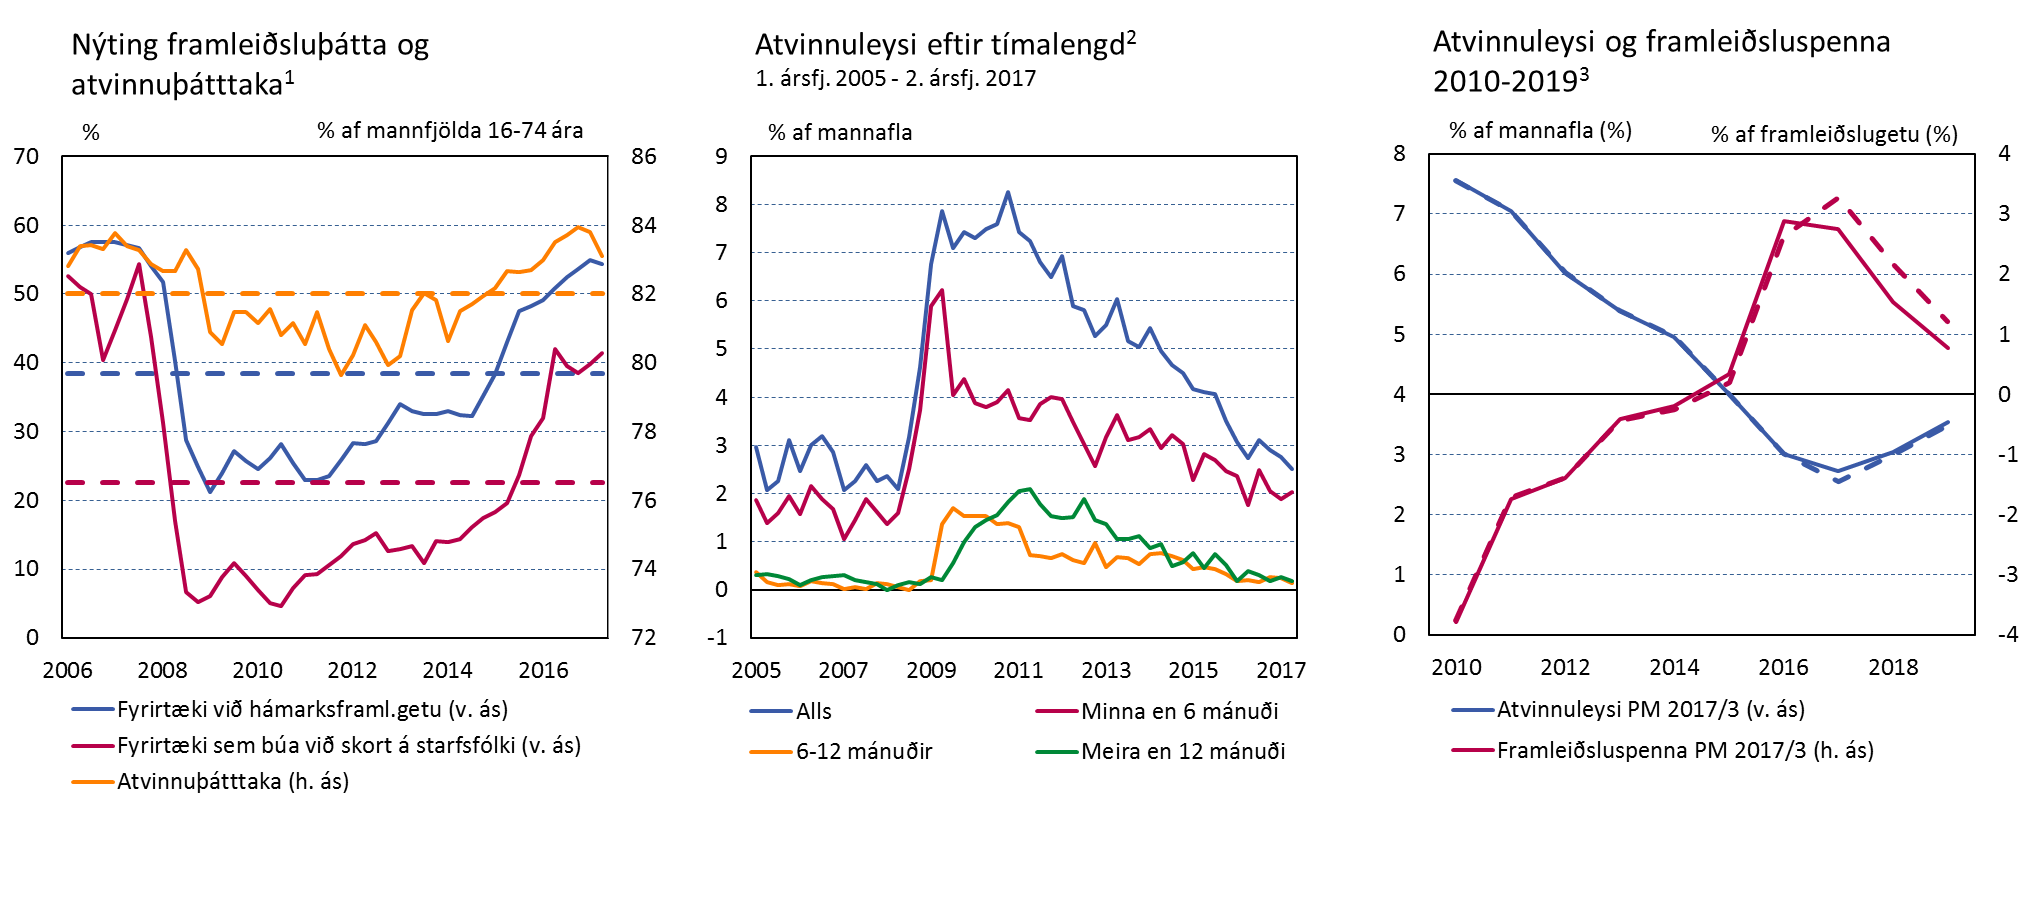 Nýting framleiðsluþátta og
atvinnuþátttaka1
%
% af mannfjölda 16-74 ára
70
60
50
40
30
20
10
0
86
84
82
80
78
76
74
72
2006 2008 2010 2012 2014 2016
Fyrirtæki við hámarksframl.getu (v. ás)
Fyrirtæki sem búa við skort á starfsfólki (v. ás)
Atvinnuþátttaka (h. ás)
Atvinnuleysi eftir tímalengd2
1. ársfj. 2005 - 2. ársfj. 2017
% af mannafla
9
8
7
6
5
4
3
2
1
0
-1
2005 2007 2009 2011 2013 2015 2017
Alls
Minna en 6 mánuði
6-12 mánuðir
Meira en 12 mánuði
Atvinnuleysi og framleiðsluspenna
2010-20193
% af mannafla (%)
% af framleiðslugetu (%)
8
7
6
5
4
3
2
1
0
4
3
2
1
0
-1
-2
-3
-4
2010 2012 2014 2016 2018
Atvinnuleysi PM 2017/3 (v. ás)
Framleiðsluspenna PM 2017/3 (h. ás)